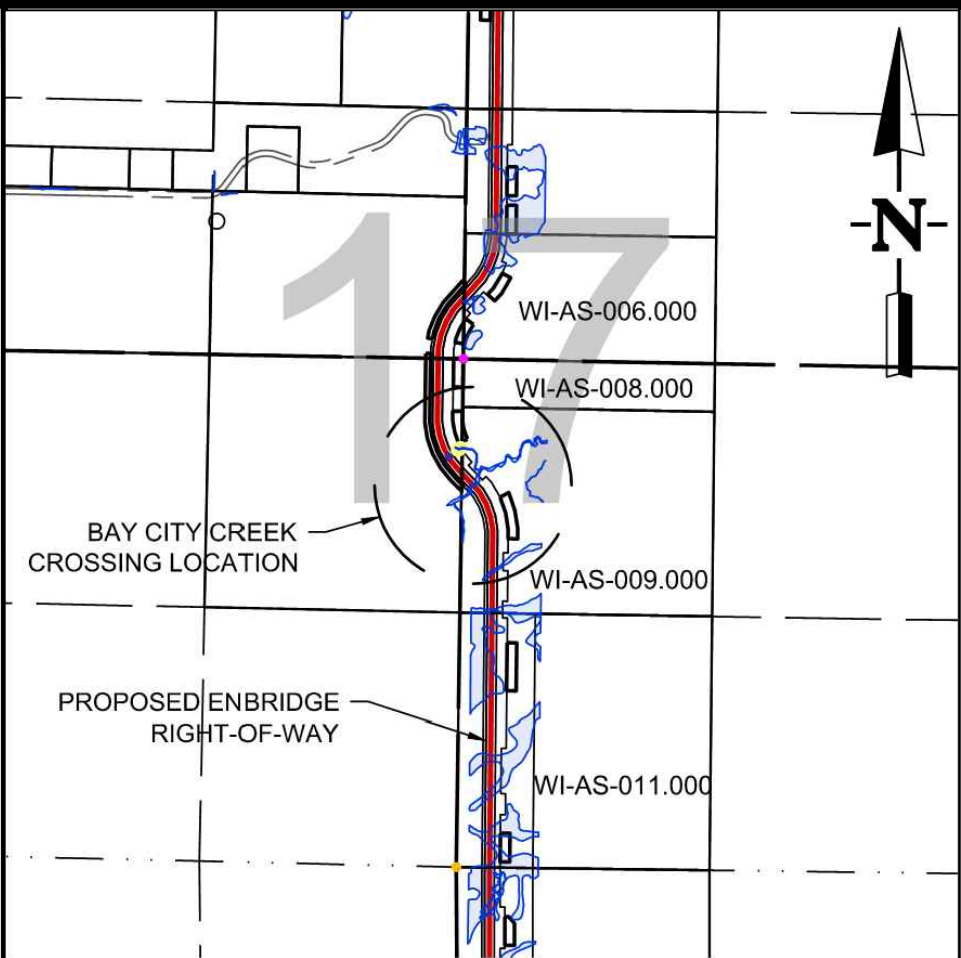 -N-
17
WI-AS-006.000
WI-AS-008.000
BAY CITY CREEK
CROSSING LOCATION
WI-AS-009.000
PROPOSED ENBRIDGE
RIGHT-OF-WAY
WI-AS-011.000